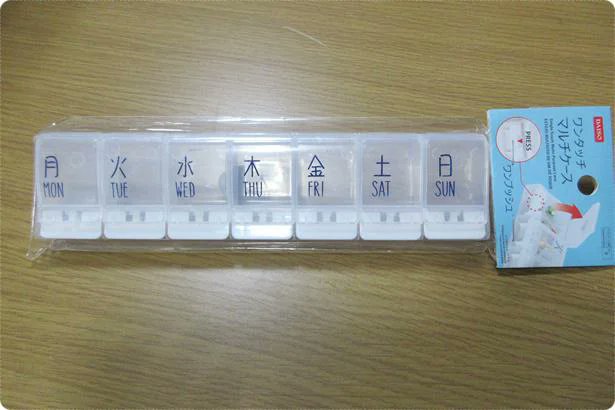 月 火 水 木 金 土 日
MON TUE WED THU FRI SAT SUN
DAISO
ワンタッチ
マルチケース
PRESS
ワンプッシュ